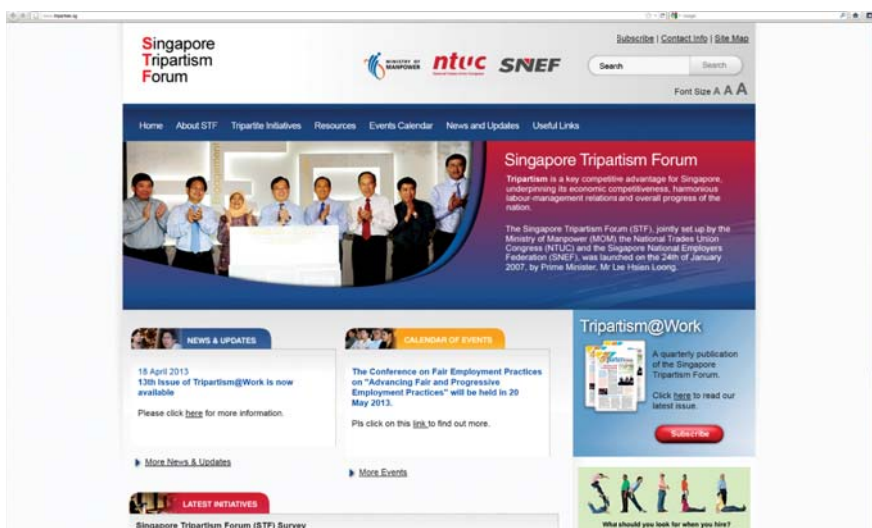 Singapore
Tripartism
Forum
MINISTRY OF
MANPOWER
ntuc
SNEF
Subscribe | Contact Info | Site Map
Search Search
Font Size A A A
Home About STF Tripartite Initiatives Resources Events Calendar News and Updates Useful Links
Singapore Tripartism Forum
Tripartism is a key competitive advantage for Singapore,
underpinning its economic competitiveness, harmonious
labour-management relations and overall progress of the
nation.
The Singapore Tripartism Forum (STF), jointly set up by the
Ministry of Manpower (MOM) the National Trades Union
Congress (NTUC) and the Singapore National Employers
Federation (SNEF), was launched on the 24th of January
2007, by Prime Minister, Mr Lee Hsien Loong.
NEWS & UPDATES
18 April 2013
13th Issue of Tripartism@Work is now
available
Please click here for more information.
More News & Updates
CALENDAR OF EVENTS
The Conference on Fair Employment Practices
on "Advancing Fair and Progressive
Employment Practices" will be held in 20
May 2013.
Pls click on this link to find out more.
More Events
Tripartism@Work
A quarterly publication
of the Singapore
Tripartism Forum.
Click here to read our
latest issue.
Subscribe
LATEST INITIATIVES
Singapore Tripartism Forum (STF) Survey
SKILL
What should you look for when you hire?